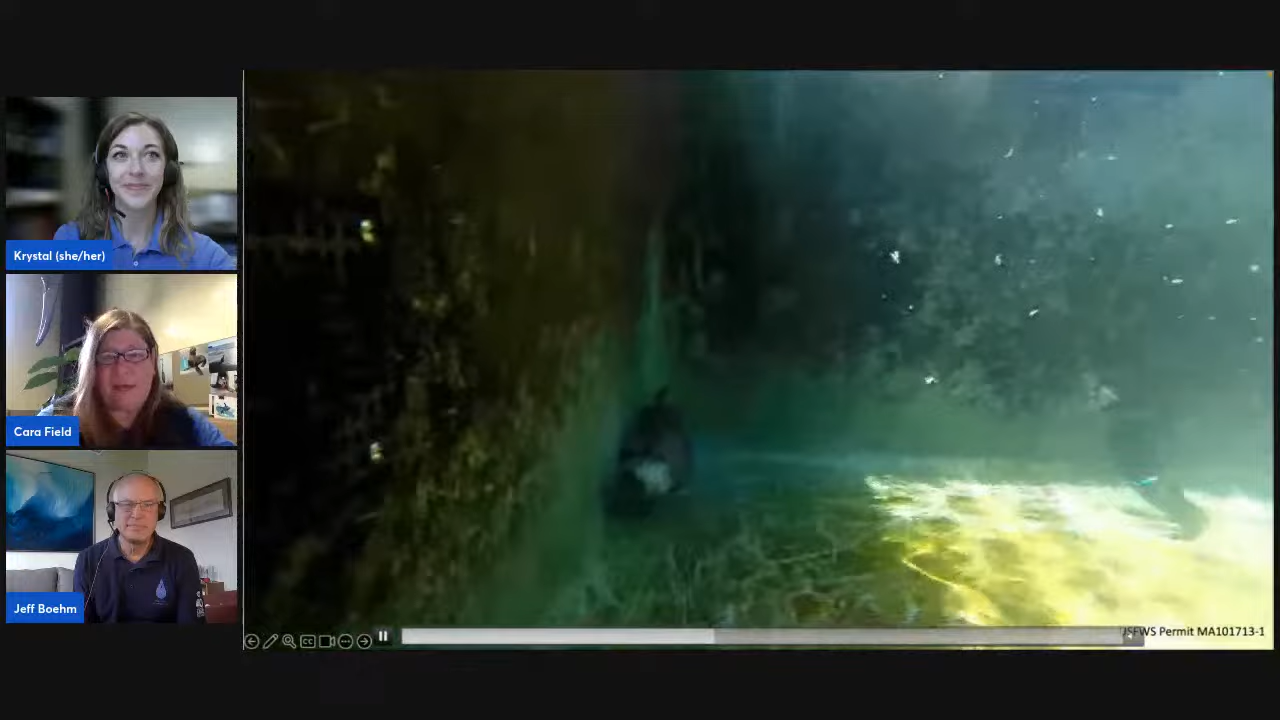 Krystal (she/her)
Cara Field
Jeff Boehm
USFWS Permit MA101713-1